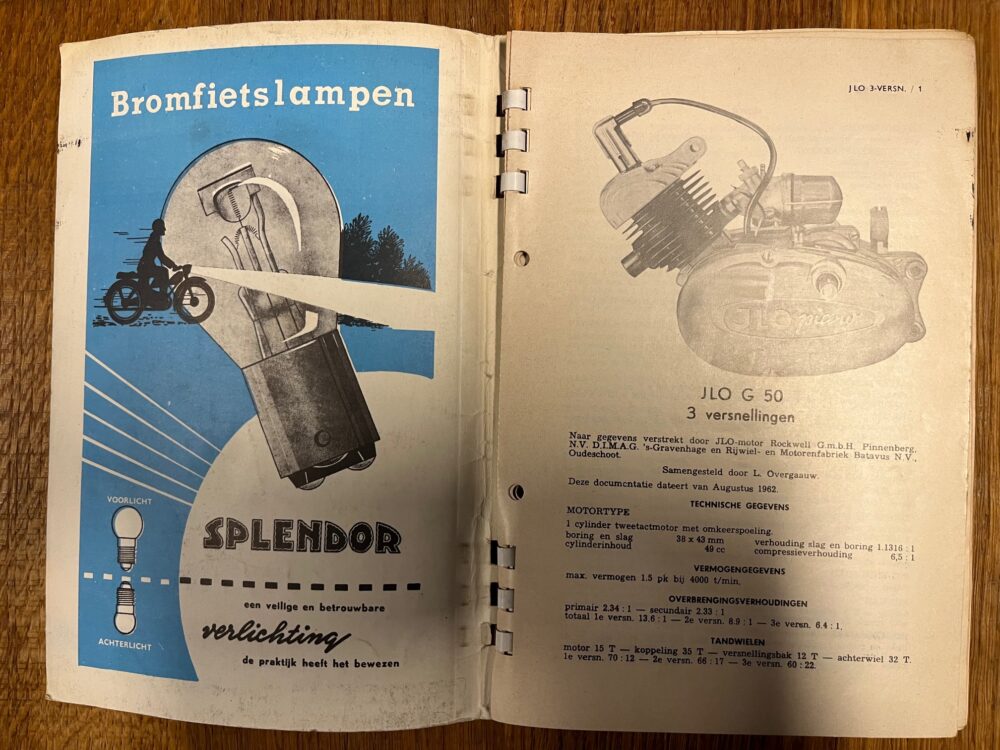 Bromfietslampen
VOORLICHT
ACHTERLICHT
SPLENDOR
een veilige en betrouwbare
verlichting
de praktijk heeft het bewezen
JLO 3-VERSN. / 1
JLO
piano
JLO G 50
3 versnellingen
Naar gegevens verstrekt door JLO-motor Rockwell G.m.b.H. Pinnenberg,
N.V. D.I.M.A.G. 's-Gravenhage en Rijwiel- en Motorenfabriek Batavus N.V.,
Oudeschoot.
Samengesteld door L. Overgaauw.
Deze documentatie dateert van Augustus 1962.
TECHNISCHE GEGEVENS
MOTORTYPE
1 cylinder tweetactmotor met omkeerspoeling.
boring en slag 38 x 43 mm verhouding slag en boring 1.1316 : 1
cylinderinhoud 49 cc compressieverhouding 6,5 : 1
VERMOGENGEGEVENS
max. vermogen 1.5 pk bij 4000 t/min.
OVERBRENGINGSVERHOUDINGEN
primair 2.34 : 1 — secundair 2.33 : 1
totaal 1e versn. 13.6 : 1 — 2e versn. 8.9 : 1 — 3e versn. 6.4 : 1.
TANDWIELEN
motor 15 T — koppeling 35 T — versnellingsbak 12 T — achterwiel 32 T.
1e versn. 70 : 12 — 2e versn. 66 : 17 — 3e versn. 60 : 22.